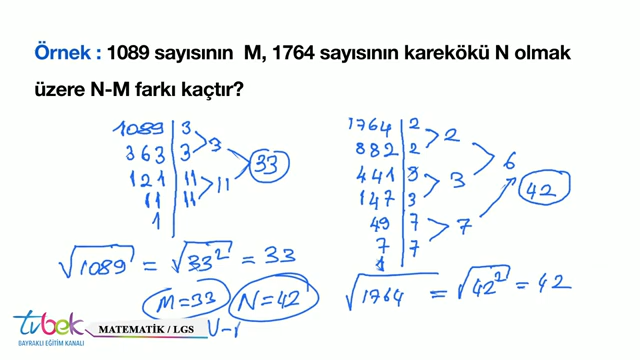 Örnek : 1089 sayısının M, 1764 sayısının karekökü N olmak
üzere N-M farkı kaçtır?
1089 | 3
363 | 3
121 | 11
11 | 11
1
3
11
33
1764 | 2
882 | 2
441 | 3
147 | 3
49 | 7
7 | 7
1
2
3
7
6
42
√1089 = √33² = 33
M=33 N=42
√1764 = √42² = 42
tvbek
BAYRAKLI EĞİTİM KANALI
MATEMATİK / LGS